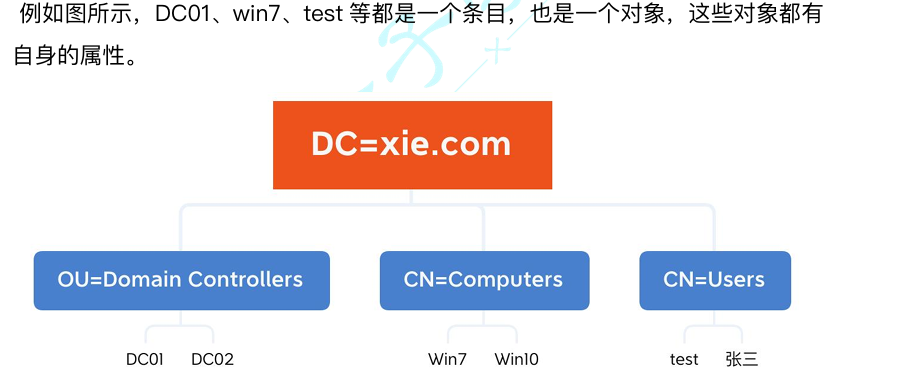 例如图所示，DC01、win7、test 等都是一个条目，也是一个对象，这些对象都有
自身的属性。
DC=xie.com
OU=Domain Controllers
CN=Computers
CN=Users
DC01
DC02
Win7
Win10
test
张三